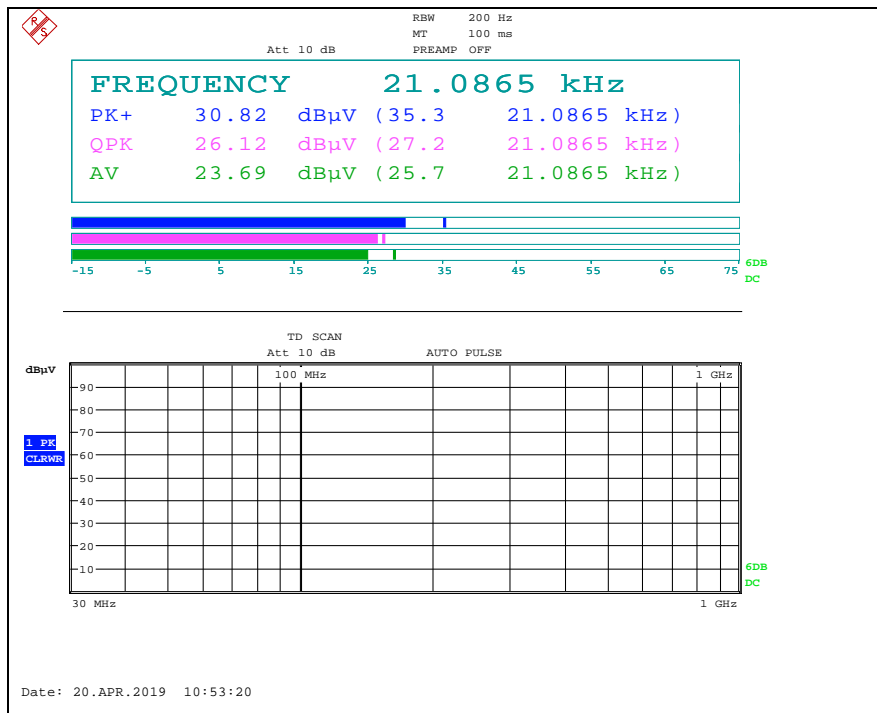 R S
RBW 200 Hz
MT 100 ms
Att 10 dB PREAMP OFF
FREQUENCY 21.0865 kHz
PK+ 30.82 dBµV (35.3 21.0865 kHz)
QPK 26.12 dBµV (27.2 21.0865 kHz)
AV 23.69 dBµV (25.7 21.0865 kHz)
-15 -5 5 15 25 35 45 55 65 75
6DB
DC
TD SCAN
Att 10 dB AUTO PULSE
dBµV
100 MHz 1 GHz
90
80
70
1 PK
60
CLRWR
50
40
30
20
10
6DB
DC
30 MHz 1 GHz
Date: 20.APR.2019 10:53:20